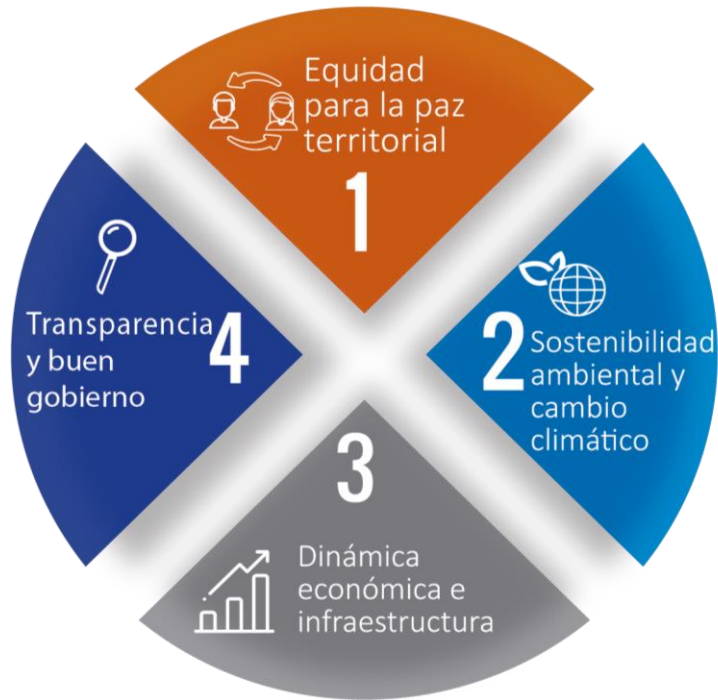 Equidad
para la paz
territorial
1
2
Sostenibilidad
ambiental y
cambio
climático
3
Dinámica
económica e
infraestructura
Transparencia
y buen
gobierno
4